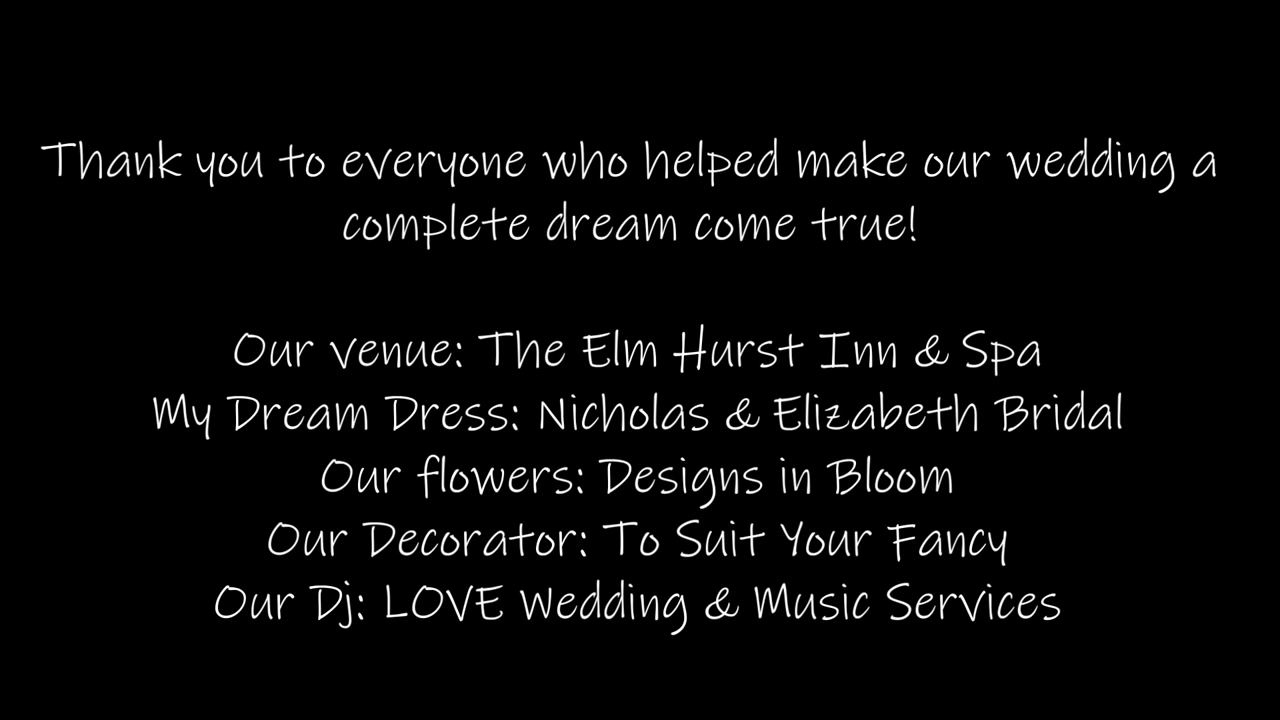 Thank you to everyone who helped make our wedding a
complete dream come true!
Our venue: The Elm Hurst Inn & Spa
My Dream Dress: Nicholas & Elizabeth Bridal
Our flowers: Designs in Bloom
Our Decorator: To Suit Your Fancy
Our Dj: LOVE Wedding & Music Services